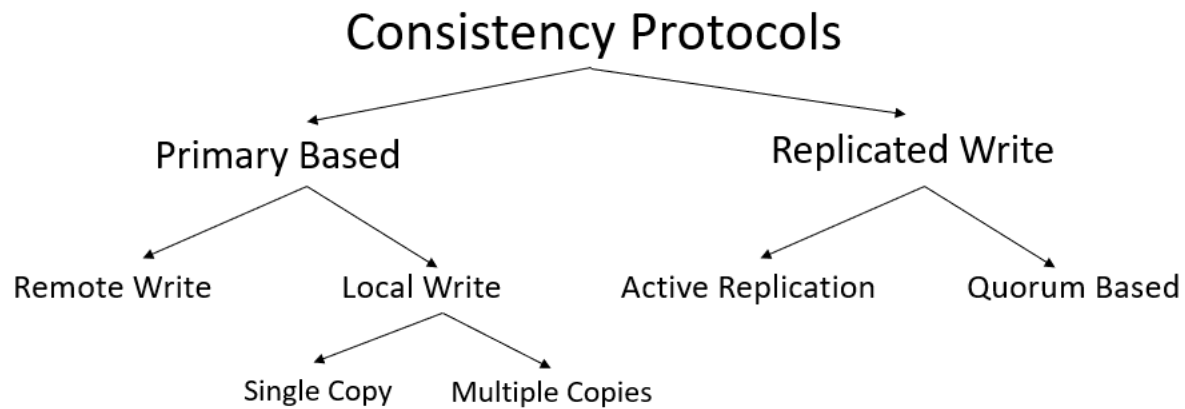 Consistency Protocols
Primary Based
Replicated Write
Remote Write
Local Write
Active Replication
Quorum Based
Single Copy
Multiple Copies